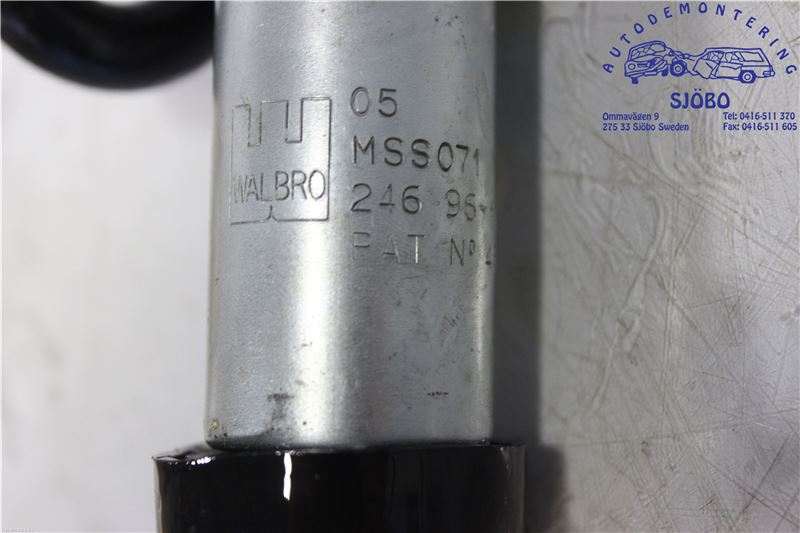 AUTODEMONTERING
SJÖBO
Ommavägen 9 Tel: 0416-511 370
275 33 Sjöbo Sweden Fax: 0416-511 605
05
MSS071
WALBRO
246 96
PAT Nº